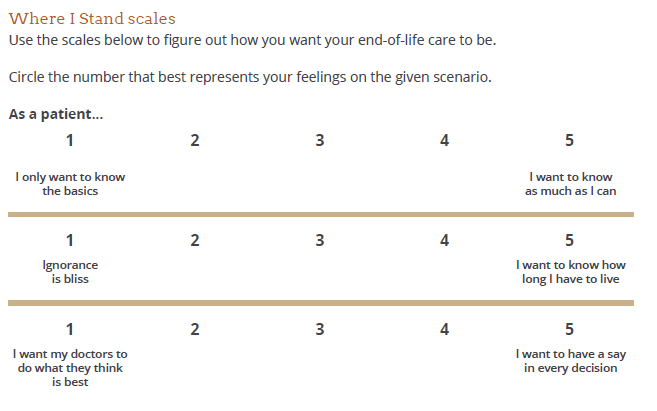 Where I Stand scales
Use the scales below to figure out how you want your end-of-life care to be.
Circle the number that best represents your feelings on the given scenario.
As a patient...
1 2 3 4 5
I only want to know I want to know
the basics as much as I can
1 2 3 4 5
Ignorance I want to know how
is bliss long I have to live
1 2 3 4 5
I want my doctors to I want to have a say
do what they think in every decision
is best